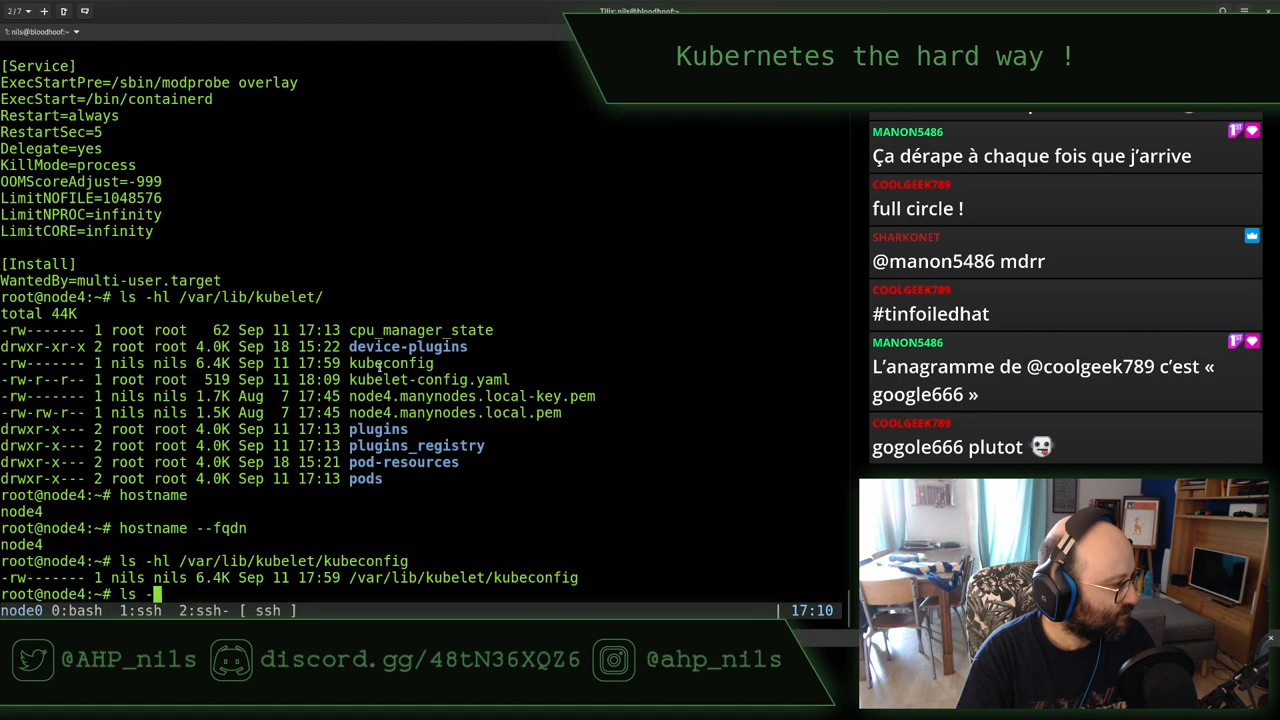 2/7
Tilix: nils@bloodhoof:~
1: nils@bloodhoof:~
Kubernetes the hard way !
[Service]
ExecStartPre=/sbin/modprobe overlay
ExecStart=/bin/containerd
Restart=always
RestartSec=5
Delegate=yes
KillMode=process
OOMScoreAdjust=-999
LimitNOFILE=1048576
LimitNPROC=infinity
LimitCORE=infinity
[Install]
WantedBy=multi-user.target
root@node4:~# ls -hl /var/lib/kubelet/
total 44K
-rw------- 1 root root   62 Sep 11 17:13 cpu_manager_state
drwxr-xr-x 2 root root 4.0K Sep 18 15:22 device-plugins
-rw------- 1 nils nils 6.4K Sep 11 17:59 kubeconfig
-rw-r--r-- 1 root root  519 Sep 11 18:09 kubelet-config.yaml
-rw------- 1 nils nils 1.7K Aug  7 17:45 node4.manynodes.local-key.pem
-rw-rw-r-- 1 nils nils 1.5K Aug  7 17:45 node4.manynodes.local.pem
drwxr-x--- 2 root root 4.0K Sep 11 17:13 plugins
drwxr-x--- 2 root root 4.0K Sep 11 17:13 plugins_registry
drwxr-x--- 2 root root 4.0K Sep 18 15:21 pod-resources
drwxr-x--- 2 root root 4.0K Sep 11 17:13 pods
root@node4:~# hostname
node4
root@node4:~# hostname --fqdn
node4
root@node4:~# ls -hl /var/lib/kubelet/kubeconfig
-rw------- 1 nils nils 6.4K Sep 11 17:59 /var/lib/kubelet/kubeconfig
root@node4:~# ls -
node0 0:bash  1:ssh  2:ssh- [ ssh ] | 17:10
MANON5486
Ça dérape à chaque fois que j’arrive
COOLGEEK789
full circle !
SHARKONET
@manon5486 mdrr
COOLGEEK789
#tinfoiledhat
MANON5486
L’anagramme de @coolgeek789 c’est «
google666 »
COOLGEEK789
gogole666 plutot
@AHP_nils
discord.gg/48tN36XQZ6
@ahp_nils